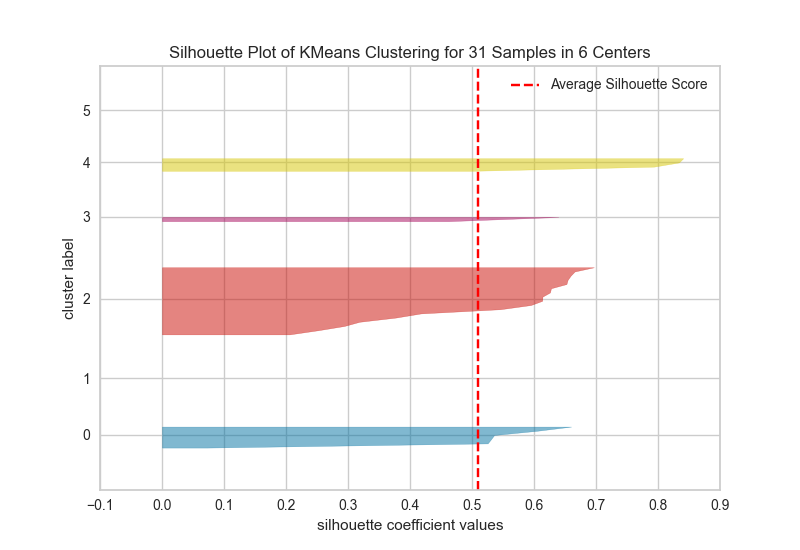 Silhouette Plot of KMeans Clustering for 31 Samples in 6 Centers
Average Silhouette Score
5
4
3
2
1
0
cluster label
−0.1 0.0 0.1 0.2 0.3 0.4 0.5 0.6 0.7 0.8 0.9
silhouette coefficient values